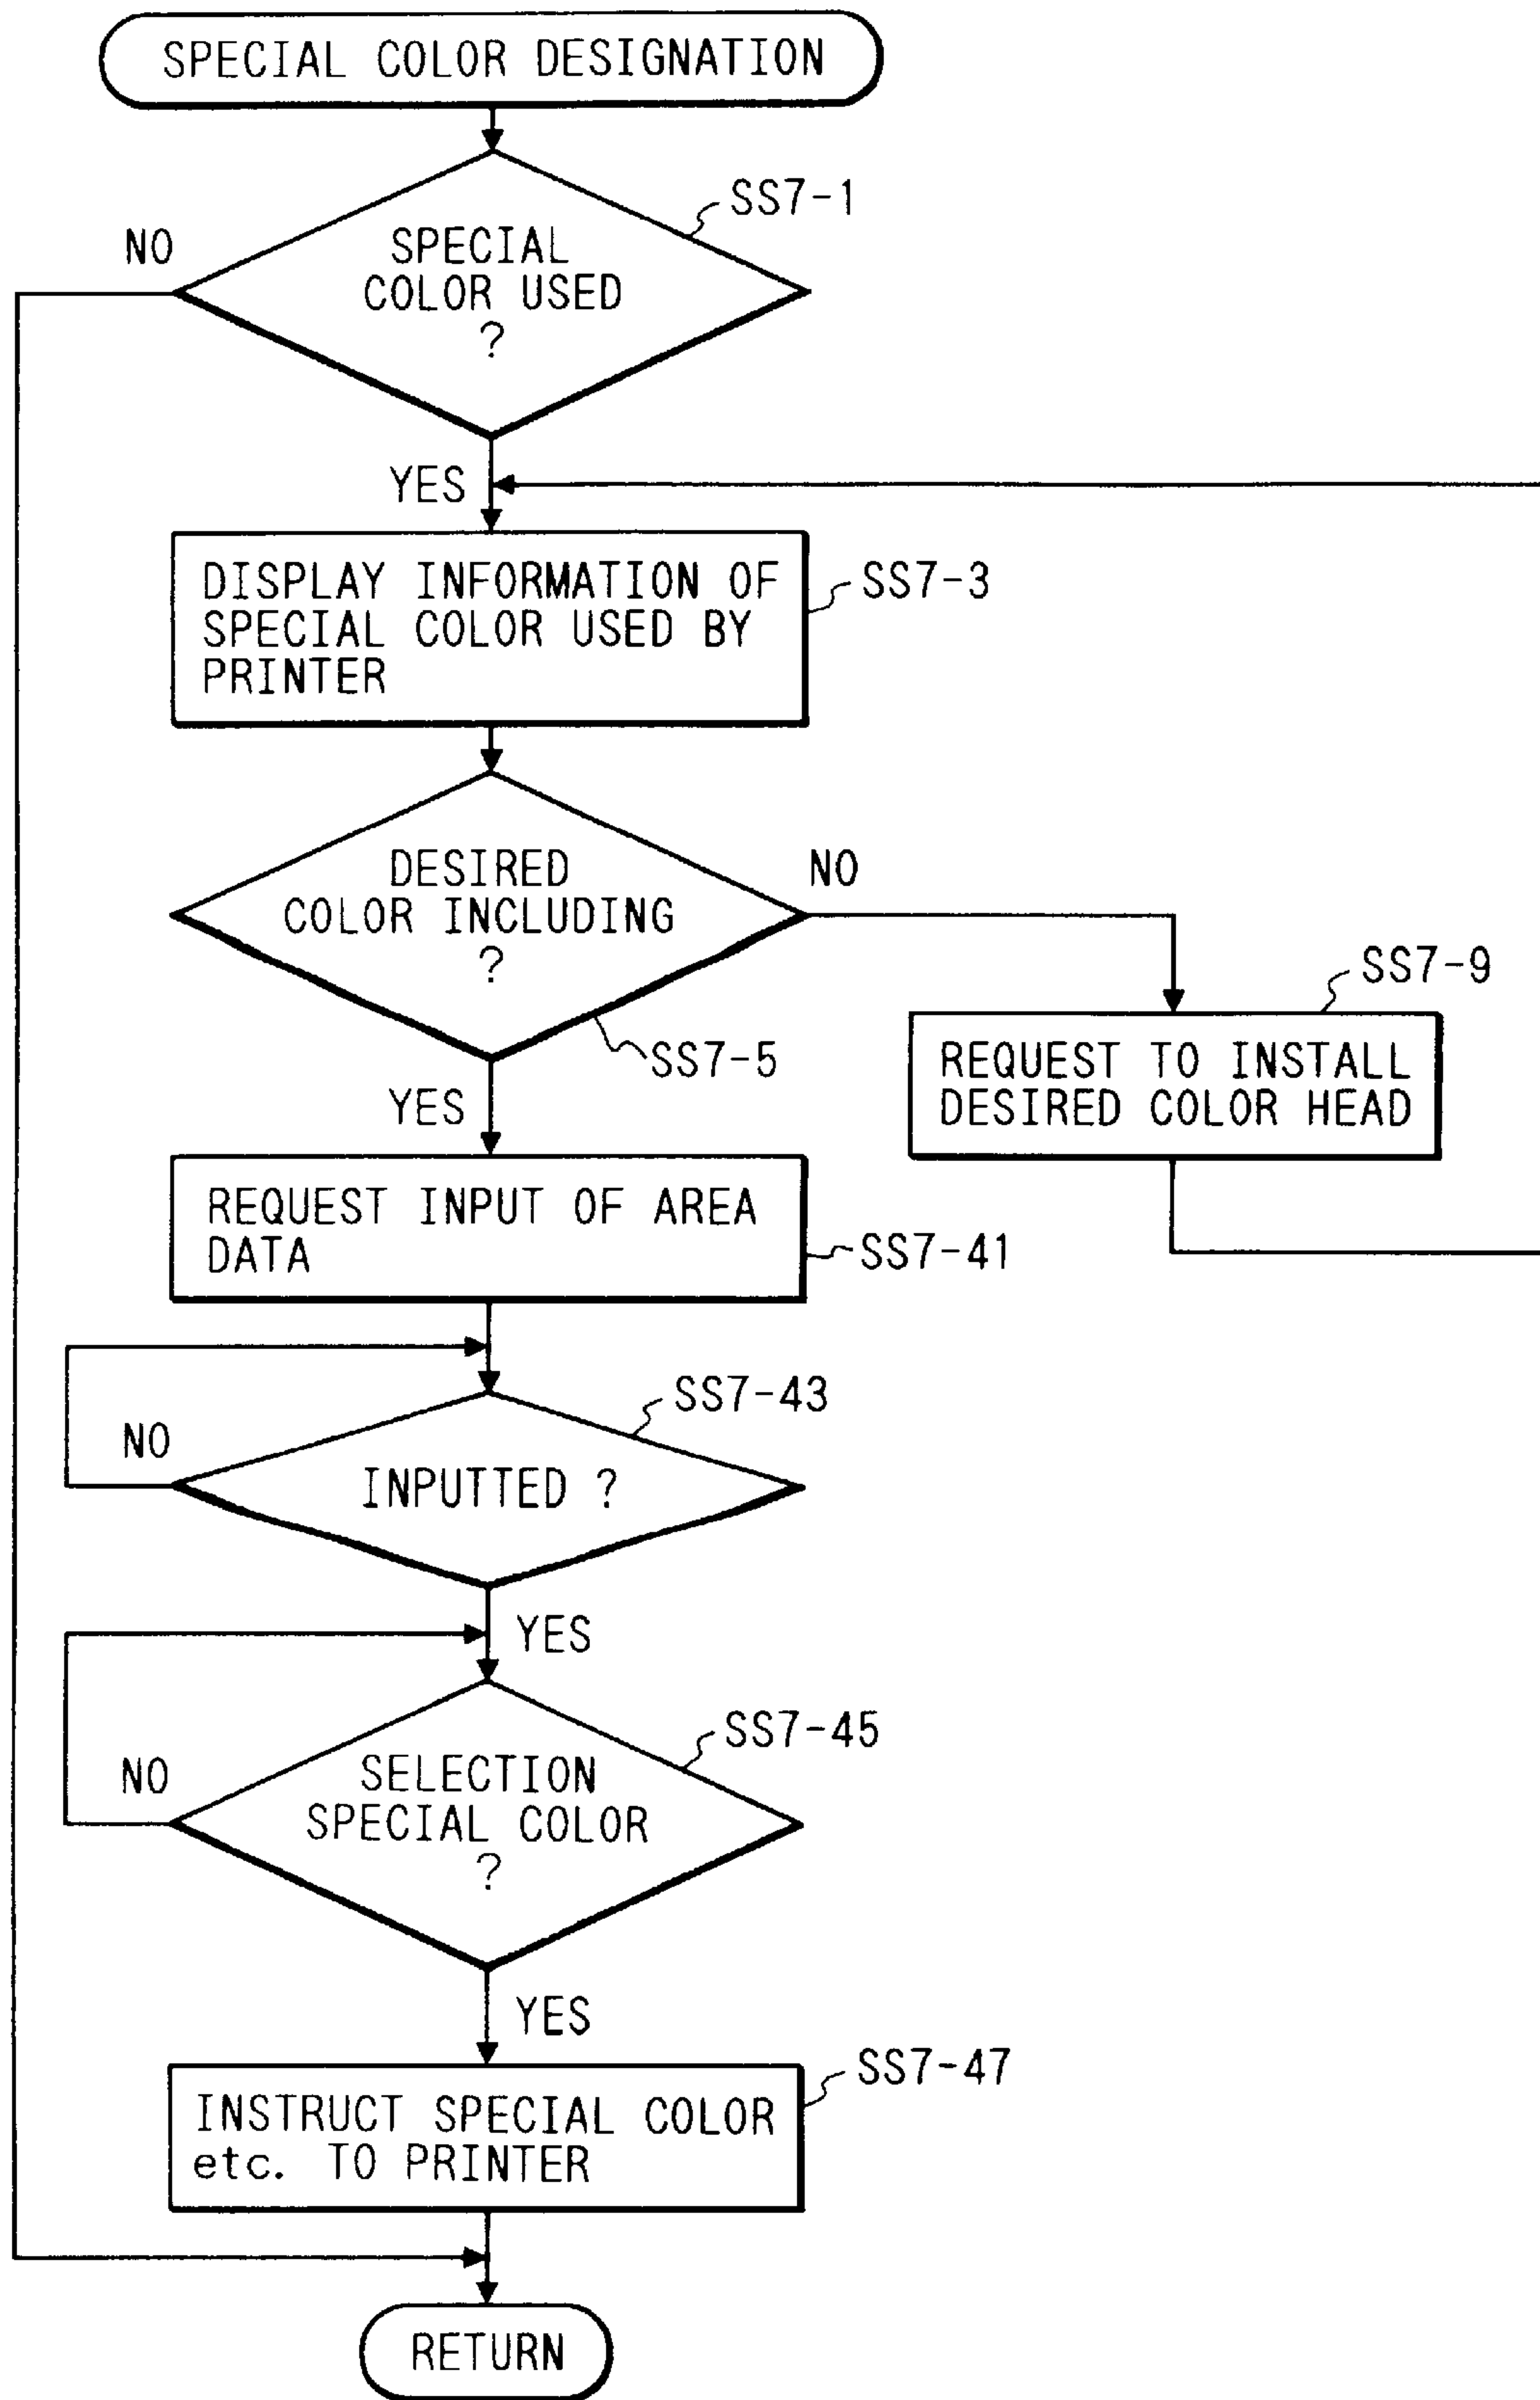 SPECIAL COLOR DESIGNATION
SS7-1
NO
SPECIAL
COLOR USED
?
YES
DISPLAY INFORMATION OF
SPECIAL COLOR USED BY
PRINTER
SS7-3
DESIRED
COLOR INCLUDING
?
NO
SS7-5
SS7-9
REQUEST TO INSTALL
DESIRED COLOR HEAD
YES
REQUEST INPUT OF AREA
DATA
SS7-41
SS7-43
NO
INPUTTED ?
YES
SS7-45
NO
SELECTION
SPECIAL COLOR
?
YES
SS7-47
INSTRUCT SPECIAL COLOR
etc. TO PRINTER
RETURN